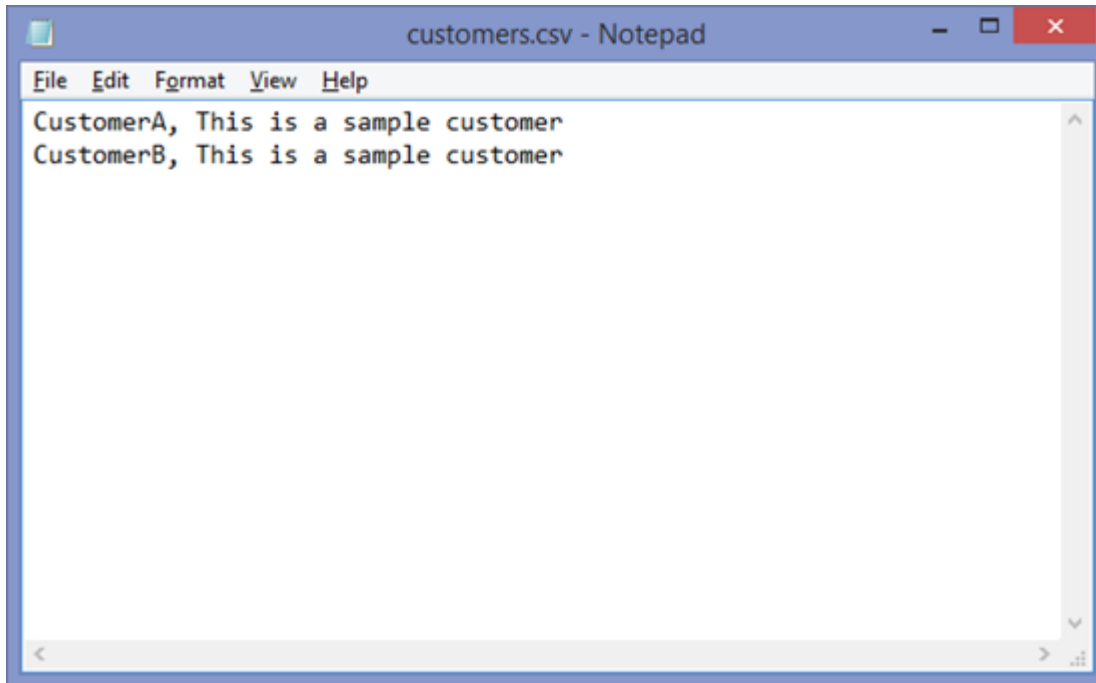 customers.csv - Notepad
File Edit Format View Help
CustomerA, This is a sample customer
CustomerB, This is a sample customer